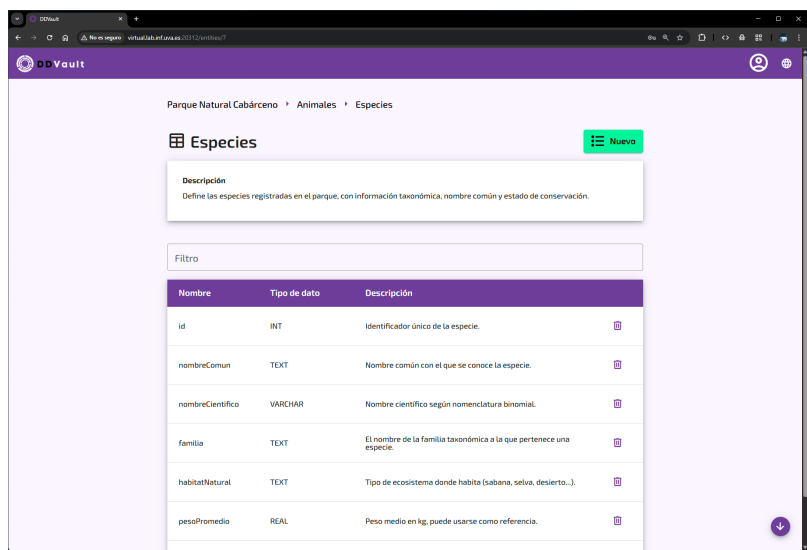 DDVault
No es seguro virtual.lab.inf.uva.es:20312/entities/7
DDVault
Parque Natural Cabárceno Animales Especies
Especies
Nuevo
Descripción
Define las especies registradas en el parque, con información taxonómica, nombre común y estado de conservación.
Filtro
Nombre Tipo de dato Descripción
id INT Identificador único de la especie.
nombreComun TEXT Nombre común con el que se conoce la especie.
nombreCientifico VARCHAR Nombre científico según nomenclatura binomial.
familia TEXT El nombre de la familia taxonómica a la que pertenece una
especie.
habitatNatural TEXT Tipo de ecosistema donde habita (sabana, selva, desierto...).
pesoPromedio REAL Peso medio en kg, puede usarse como referencia.